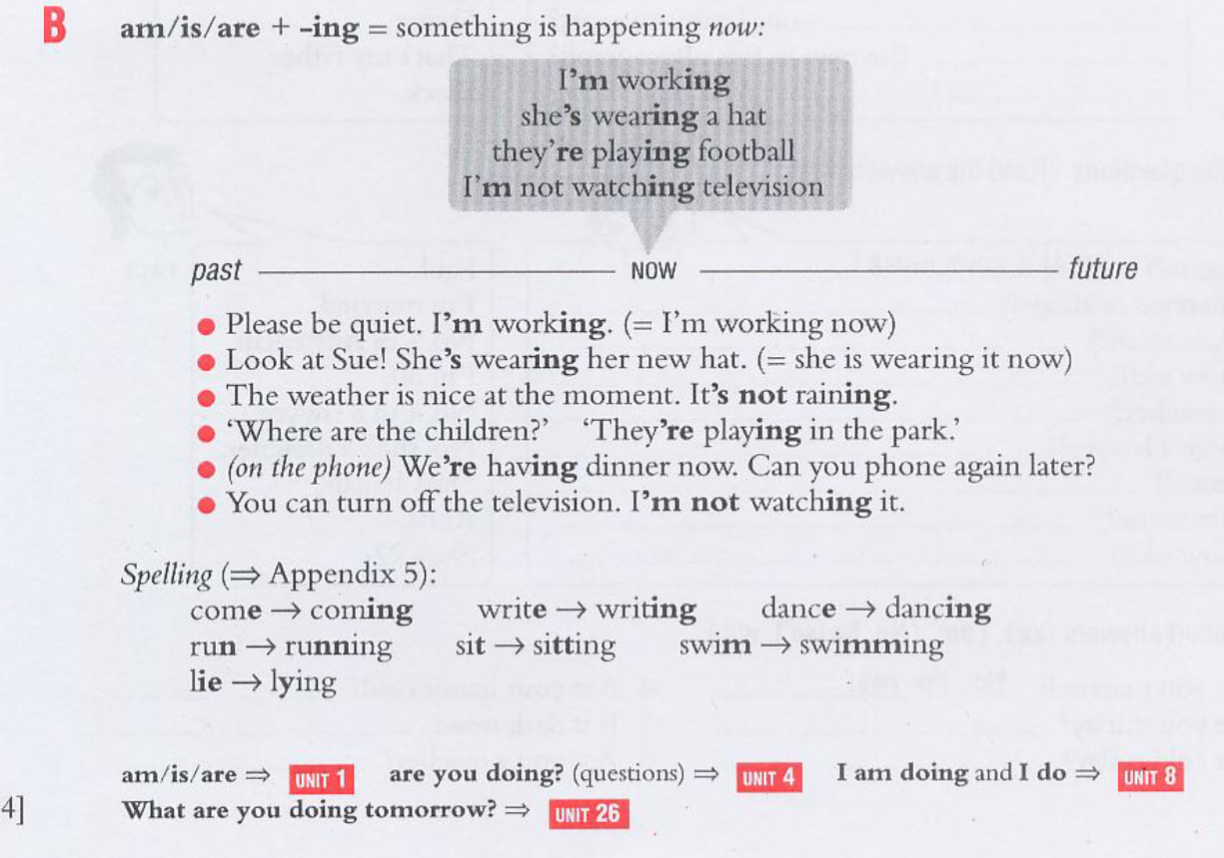 B am/is/are + -ing = something is happening now:
I'm working
she's wearing a hat
they're playing football
I'm not watching television
past NOW future
● Please be quiet. I'm working. (= I'm working now)
● Look at Sue! She's wearing her new hat. (= she is wearing it now)
● The weather is nice at the moment. It's not raining.
● ‘Where are the children?’ ‘They're playing in the park.’
● (on the phone) We're having dinner now. Can you phone again later?
● You can turn off the television. I'm not watching it.
Spelling (⇒ Appendix 5):
come → coming write → writing dance → dancing
run → running sit → sitting swim → swimming
lie → lying
am/is/are ⇒ UNIT 1 are you doing? (questions) ⇒ UNIT 4 I am doing and I do ⇒ UNIT 8
4] What are you doing tomorrow? ⇒ UNIT 26